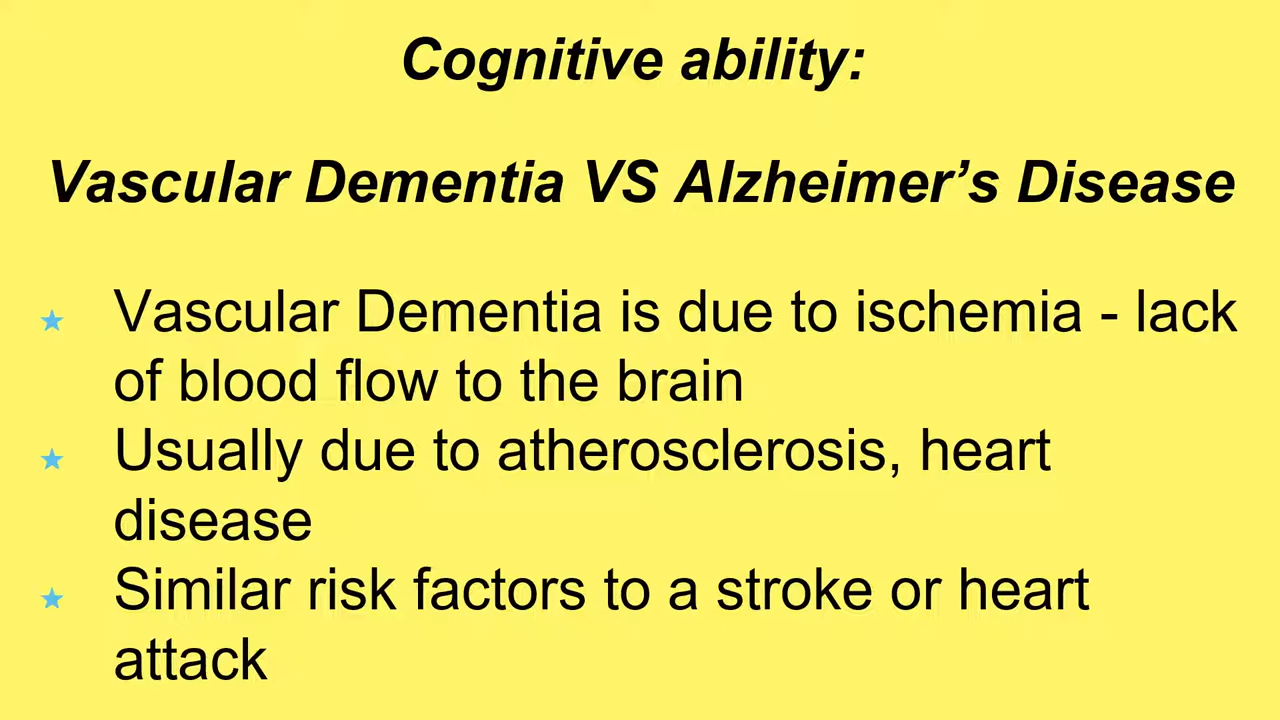 Cognitive ability:
Vascular Dementia VS Alzheimer’s Disease
Vascular Dementia is due to ischemia - lack
of blood flow to the brain
Usually due to atherosclerosis, heart
disease
Similar risk factors to a stroke or heart
attack